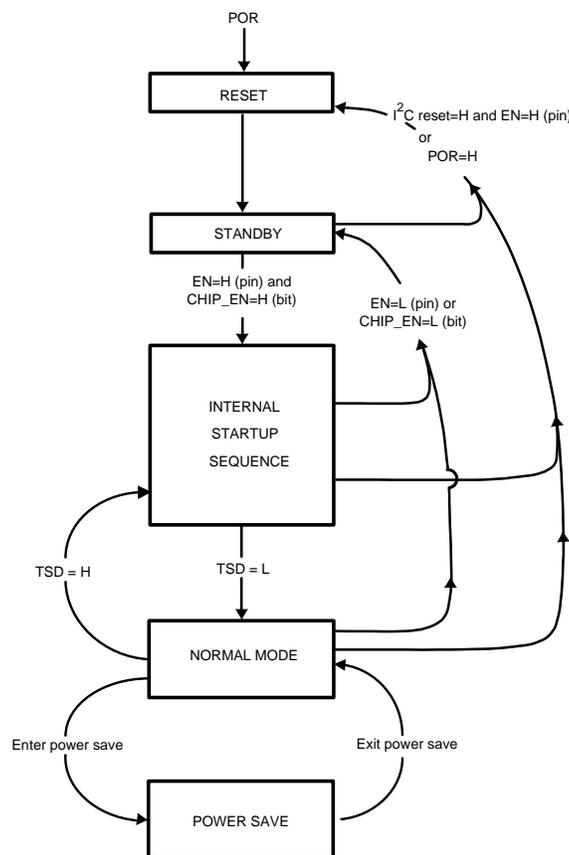 POR
RESET
I2C reset=H and EN=H (pin)
or
POR=H
STANDBY
EN=H (pin) and
CHIP_EN=H (bit)
EN=L (pin) or
CHIP_EN=L (bit)
INTERNAL
STARTUP
SEQUENCE
TSD = H
TSD = L
NORMAL MODE
Enter power save
Exit power save
POWER SAVE